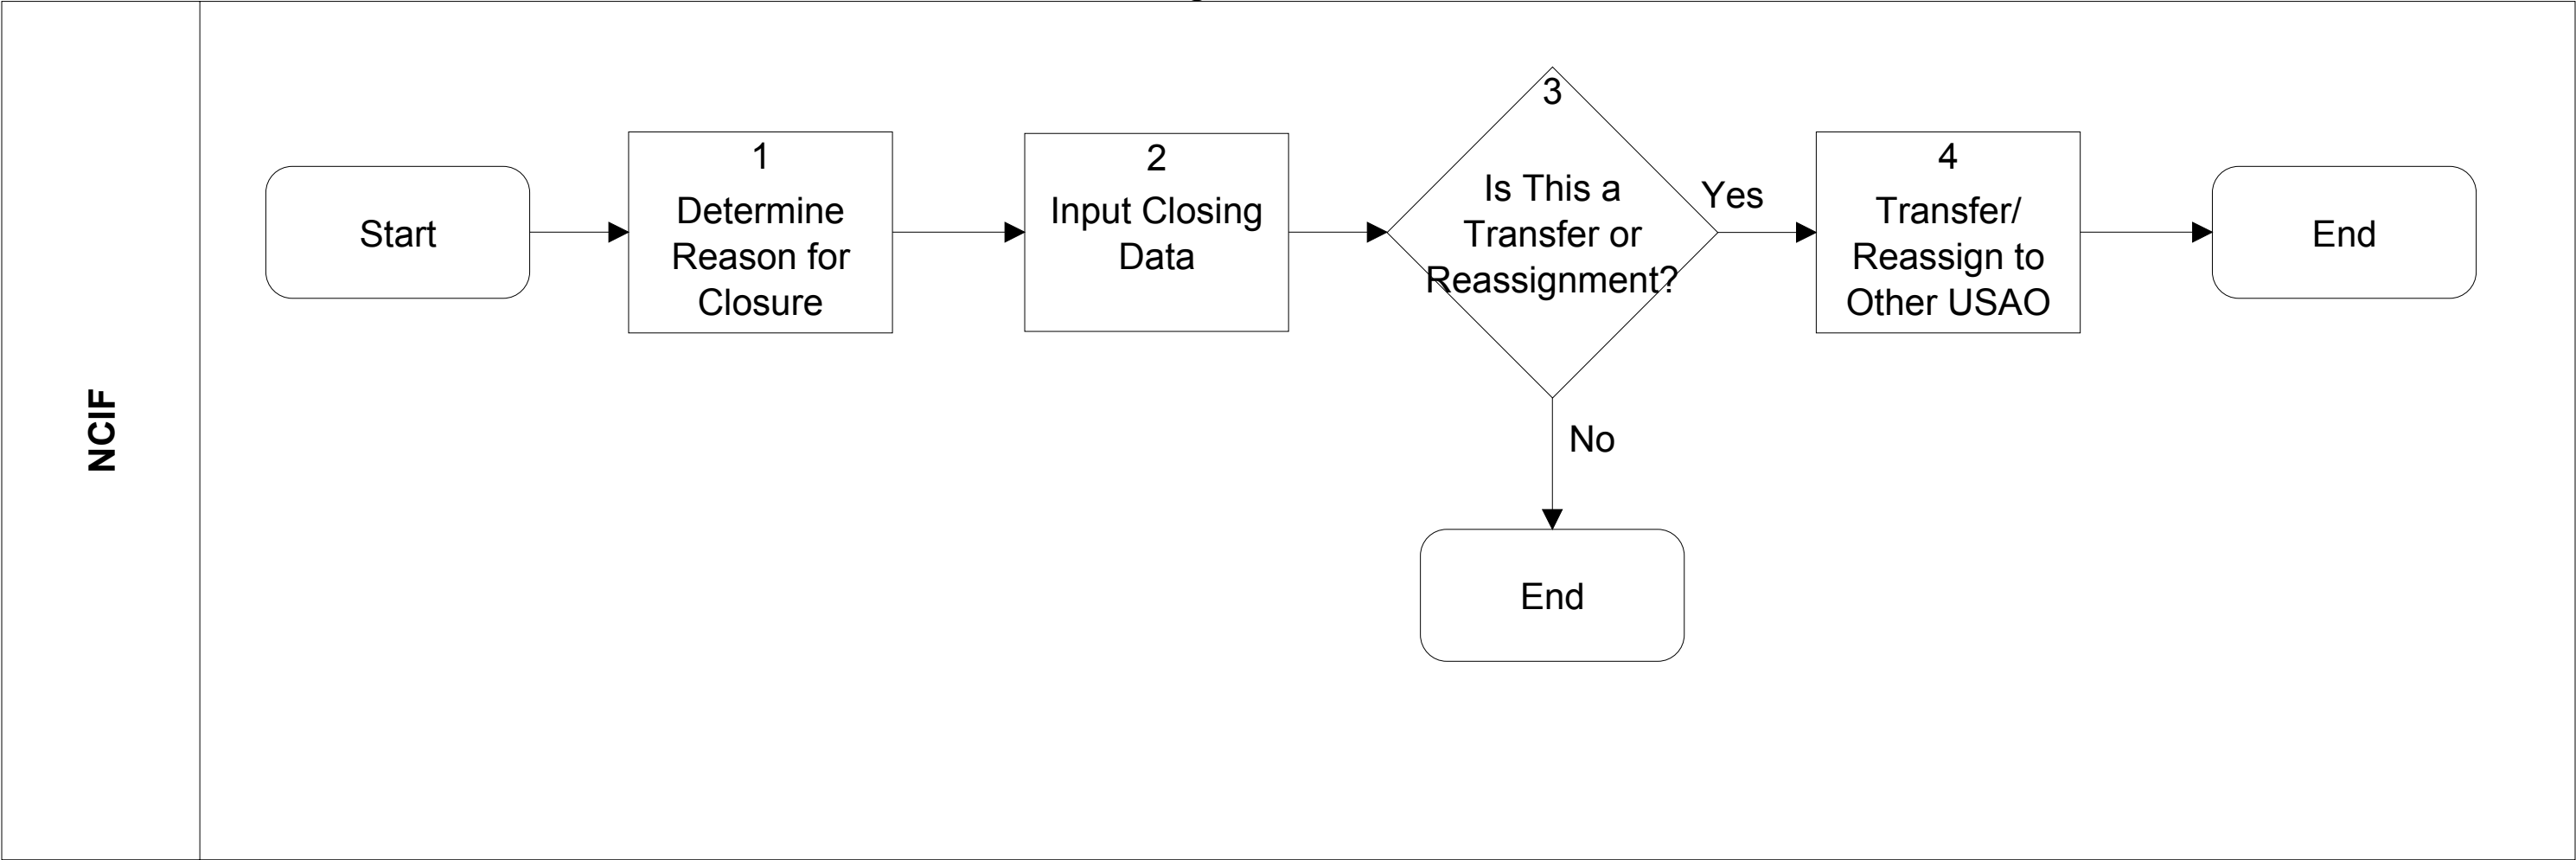 NCIF
Start
1
Determine
Reason for
Closure
2
Input Closing
Data
3
Is This a
Transfer or
Reassignment?
Yes
4
Transfer/
Reassign to
Other USAO
End
No
End